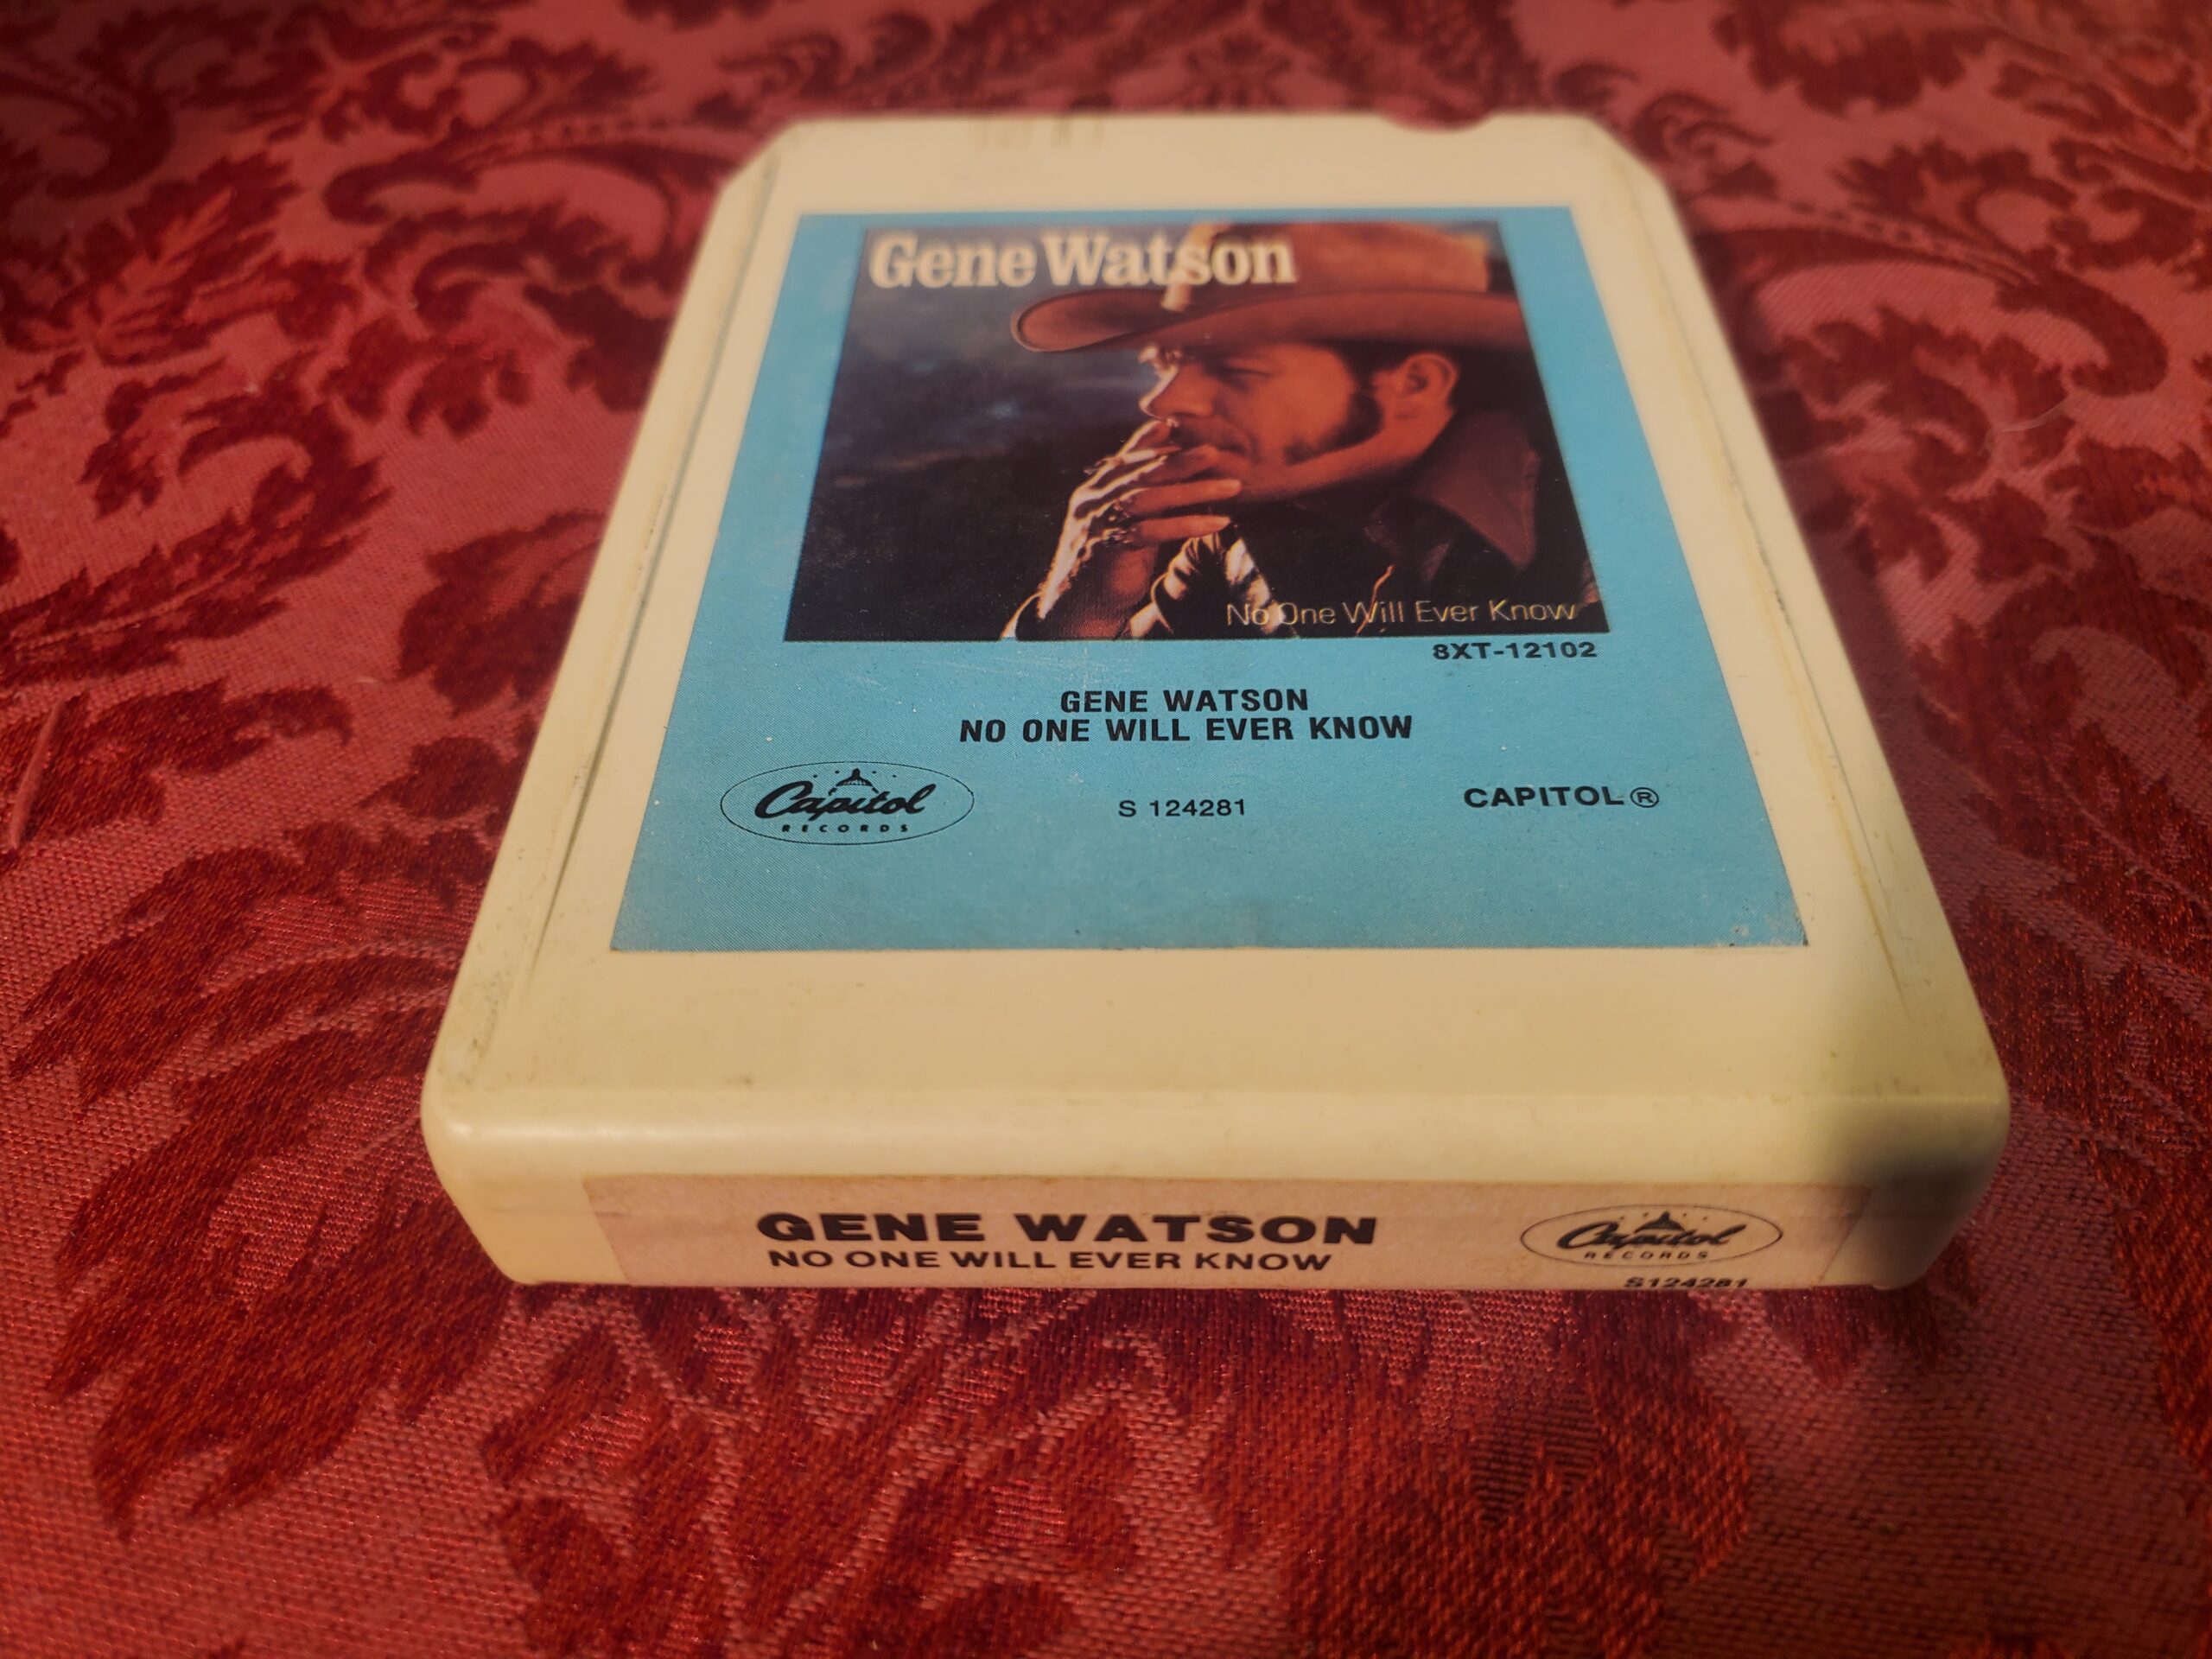 Gene Watson
No One Will Ever Know
8XT-12102
GENE WATSON
NO ONE WILL EVER KNOW
Capitol
RECORDS
S 124281
CAPITOL®
GENE WATSON
NO ONE WILL EVER KNOW
Capitol
RECORDS
S124281